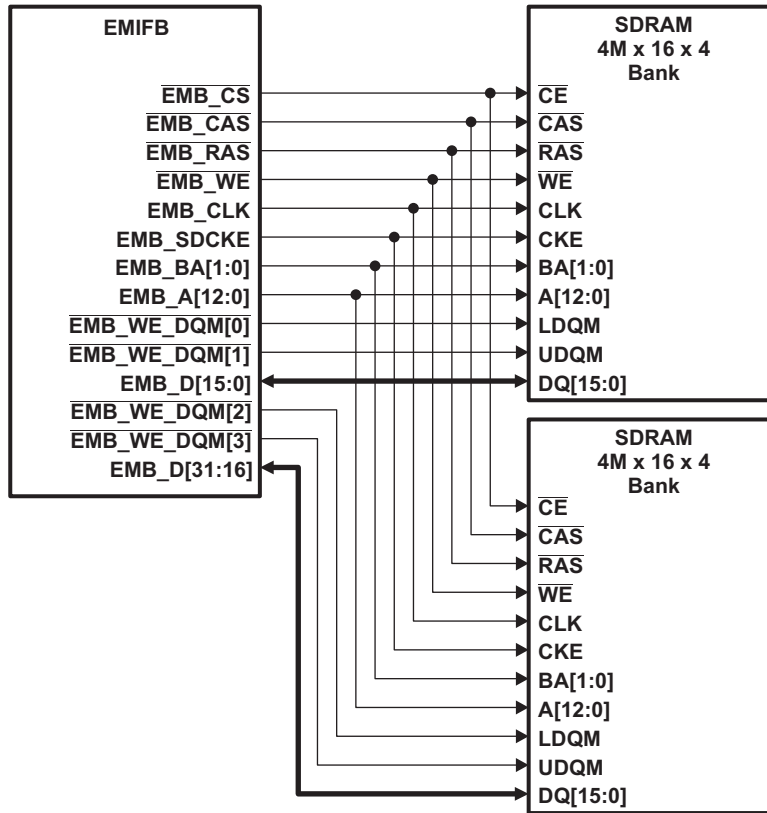 EMIFB
EMB_CS
EMB_CAS
EMB_RAS
EMB_WE
EMB_CLK
EMB_SDCKE
EMB_BA[1:0]
EMB_A[12:0]
EMB_WE_DQM[0]
EMB_WE_DQM[1]
EMB_D[15:0]
EMB_WE_DQM[2]
EMB_WE_DQM[3]
EMB_D[31:16]
SDRAM
4M x 16 x 4
Bank
CE
CAS
RAS
WE
CLK
CKE
BA[1:0]
A[12:0]
LDQM
UDQM
DQ[15:0]
SDRAM
4M x 16 x 4
Bank
CE
CAS
RAS
WE
CLK
CKE
BA[1:0]
A[12:0]
LDQM
UDQM
DQ[15:0]